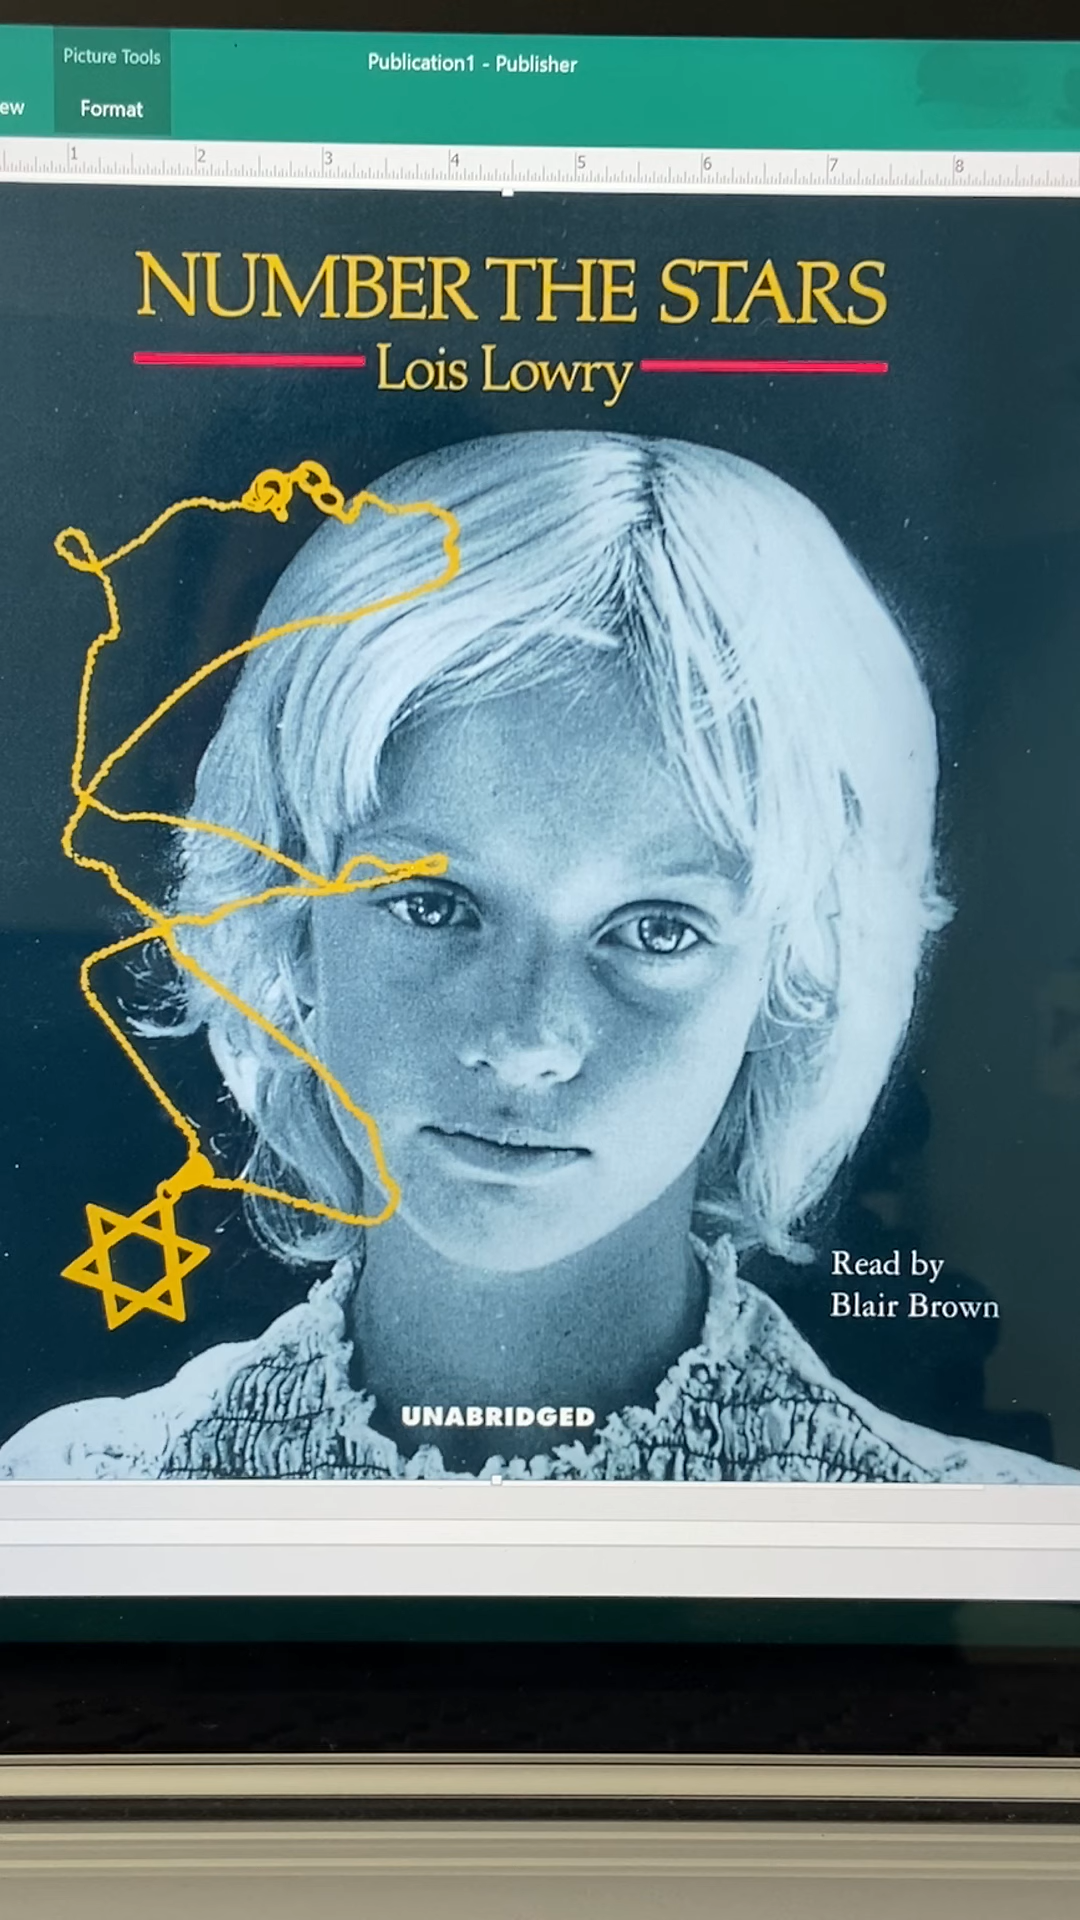 Picture Tools
Publication1 - Publisher
ew
Format
1 2 3 4 5 6 7 8
NUMBER THE STARS
Lois Lowry
Read by
Blair Brown
UNABRIDGED